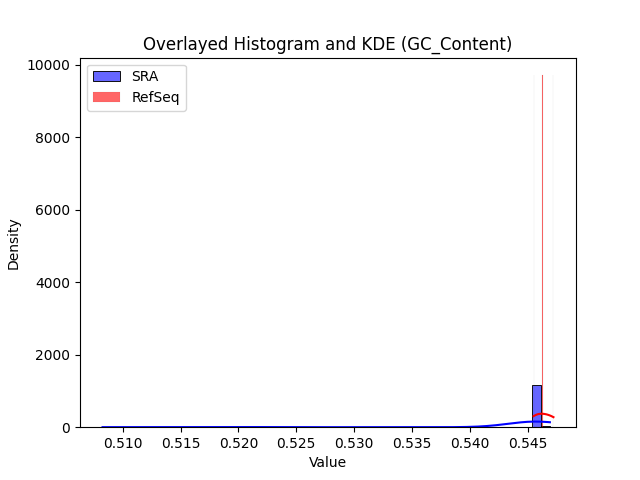 Overlayed Histogram and KDE (GC_Content)
10000
8000
6000
4000
2000
0
Density
SRA
RefSeq
0.510 0.515 0.520 0.525 0.530 0.535 0.540 0.545
Value